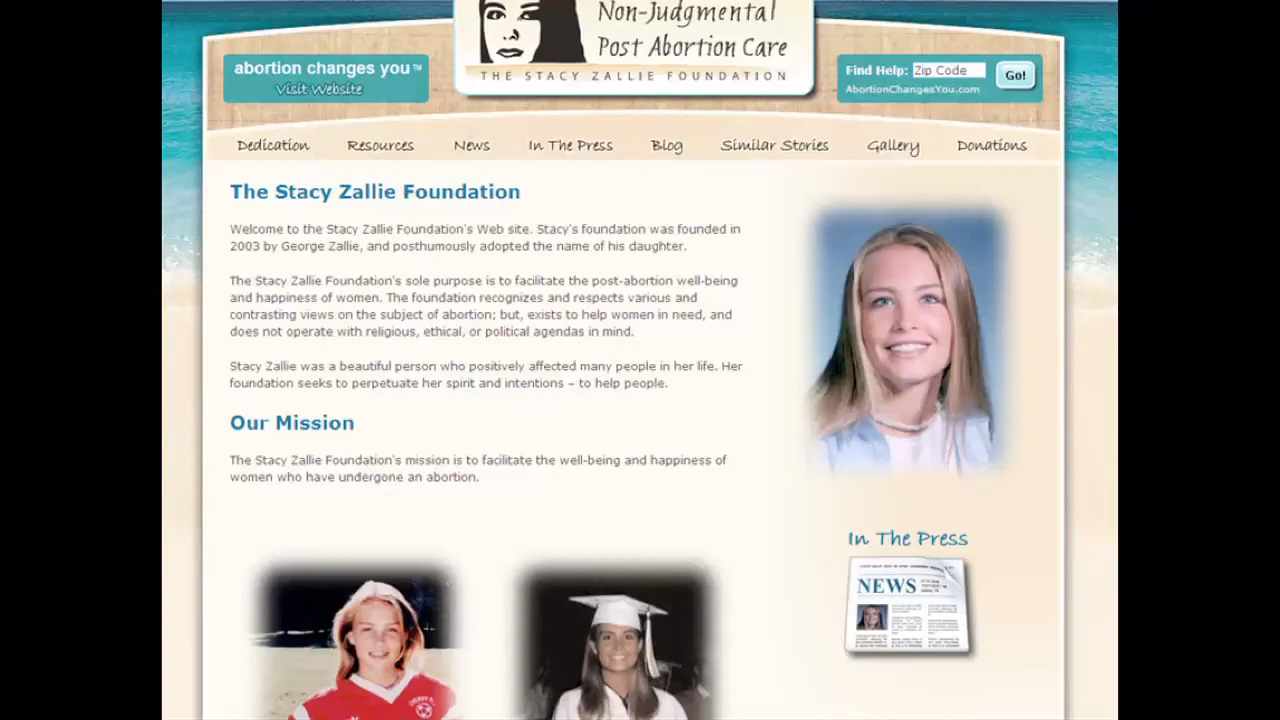 Non-Judgmental
Post Abortion Care
THE STACY ZALLIE FOUNDATION
abortion changes you™
Visit Website
Find Help: Zip Code Go!
AbortionChangesYou.com
Dedication Resources News In The Press Blog Similar Stories Gallery Donations
The Stacy Zallie Foundation
Welcome to the Stacy Zallie Foundation's Web site. Stacy's foundation was founded in
2003 by George Zallie, and posthumously adopted the name of his daughter.
The Stacy Zallie Foundation's sole purpose is to facilitate the post-abortion well-being
and happiness of women. The foundation recognizes and respects various and
contrasting views on the subject of abortion; but, exists to help women in need, and
does not operate with religious, ethical, or political agendas in mind.
Stacy Zallie was a beautiful person who positively affected many people in her life. Her
foundation seeks to perpetuate her spirit and intentions – to help people.
Our Mission
The Stacy Zallie Foundation's mission is to facilitate the well-being and happiness of
women who have undergone an abortion.
In The Press
NEWS